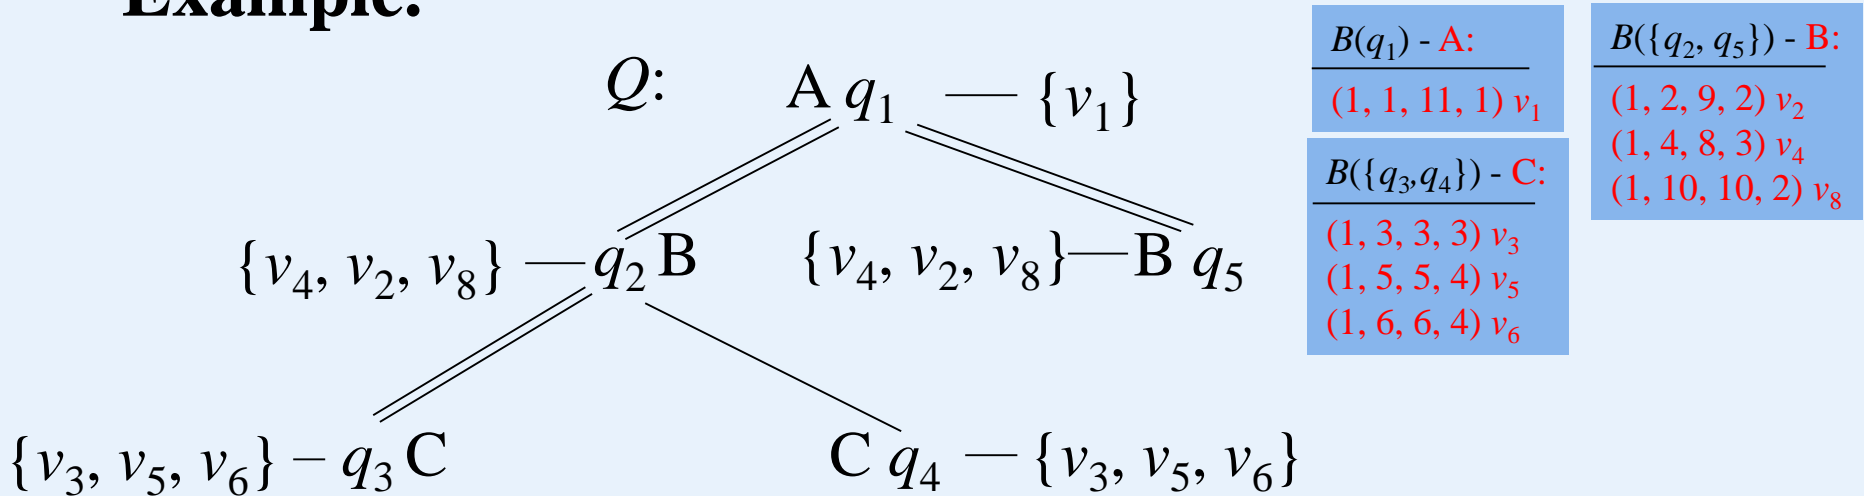 Example:
Q: A q₁ — {v₁}
{v₄, v₂, v₈} — q₂ B {v₄, v₂, v₈} — B q₅
{v₃, v₅, v₆} – q₃ C C q₄ — {v₃, v₅, v₆}
B(q₁) - A:
(1, 1, 11, 1) v₁
B({q₃,q₄}) - C:
(1, 3, 3, 3) v₃
(1, 5, 5, 4) v₅
(1, 6, 6, 4) v₆
B({q₂, q₅}) - B:
(1, 2, 9, 2) v₂
(1, 4, 8, 3) v₄
(1, 10, 10, 2) v₈